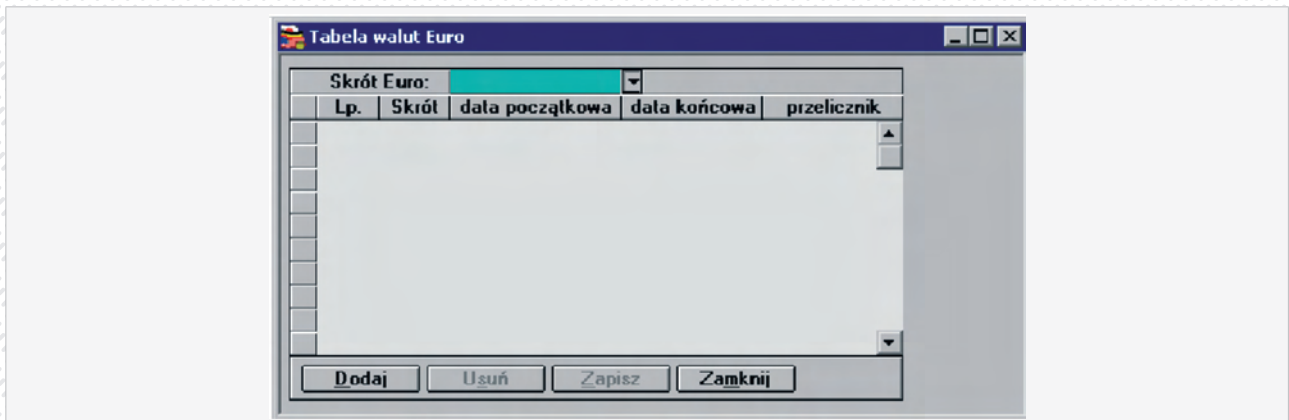 Tabela walut Euro
Skrót Euro:
Lp. Skrót data początkowa data końcowa przelicznik
Dodaj Usuń Zapisz Zamknij